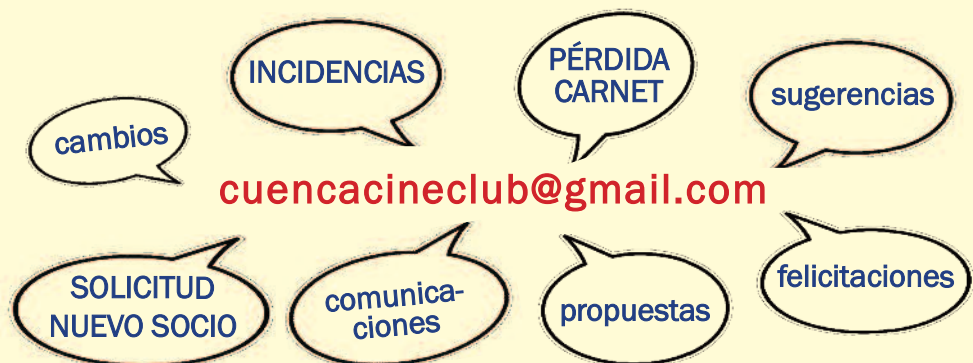 INCIDENCIAS
PÉRDIDA
CARNET
sugerencias
cambios
cuencacineclub@gmail.com
SOLICITUD
NUEVO SOCIO
comunica-
ciones
propuestas
felicitaciones